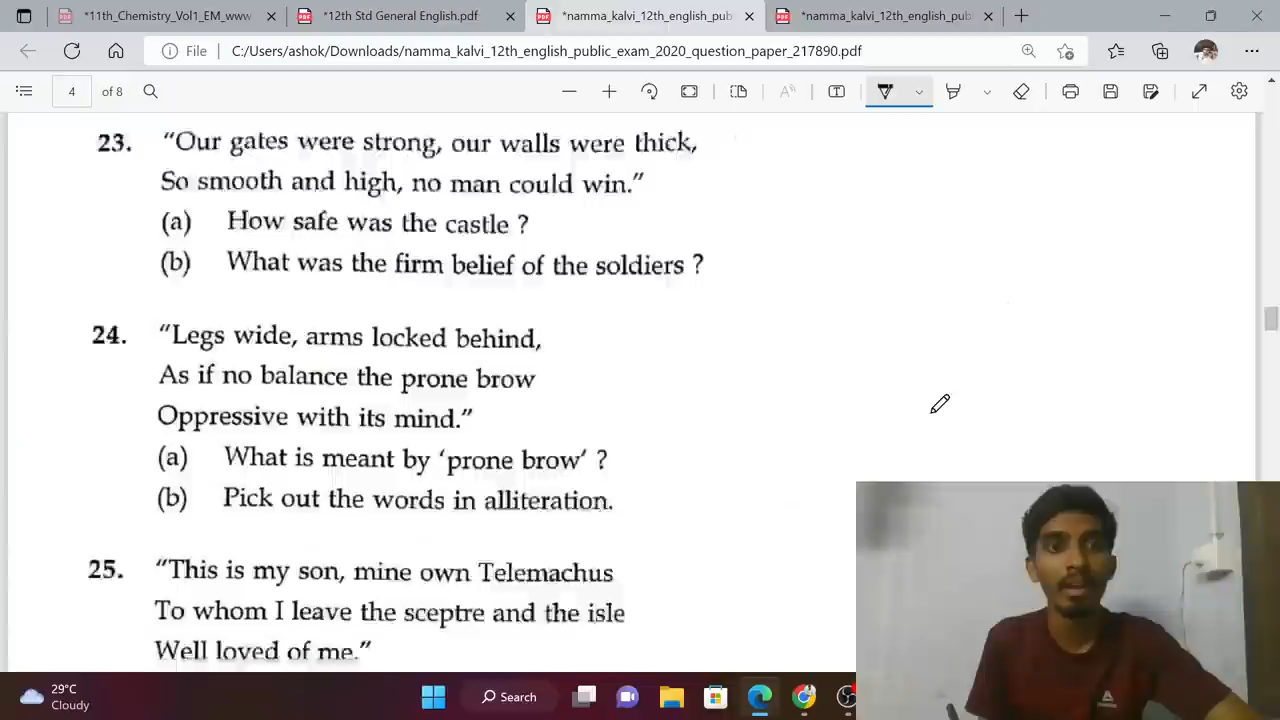 *11th_Chemistry_Vol1_EM_www
*12th Std General English.pdf
*namma_kalvi_12th_english_pub
*namma_kalvi_12th_english_publ
File C:/Users/ashok/Downloads/namma_kalvi_12th_english_public_exam_2020_question_paper_217890.pdf
4 of 8
23. "Our gates were strong, our walls were thick,
So smooth and high, no man could win."
(a) How safe was the castle ?
(b) What was the firm belief of the soldiers ?
24. "Legs wide, arms locked behind,
As if no balance the prone brow
Oppressive with its mind."
(a) What is meant by 'prone brow' ?
(b) Pick out the words in alliteration.
25. "This is my son, mine own Telemachus
To whom I leave the sceptre and the isle
Well loved of me."
29°C
Cloudy
Search